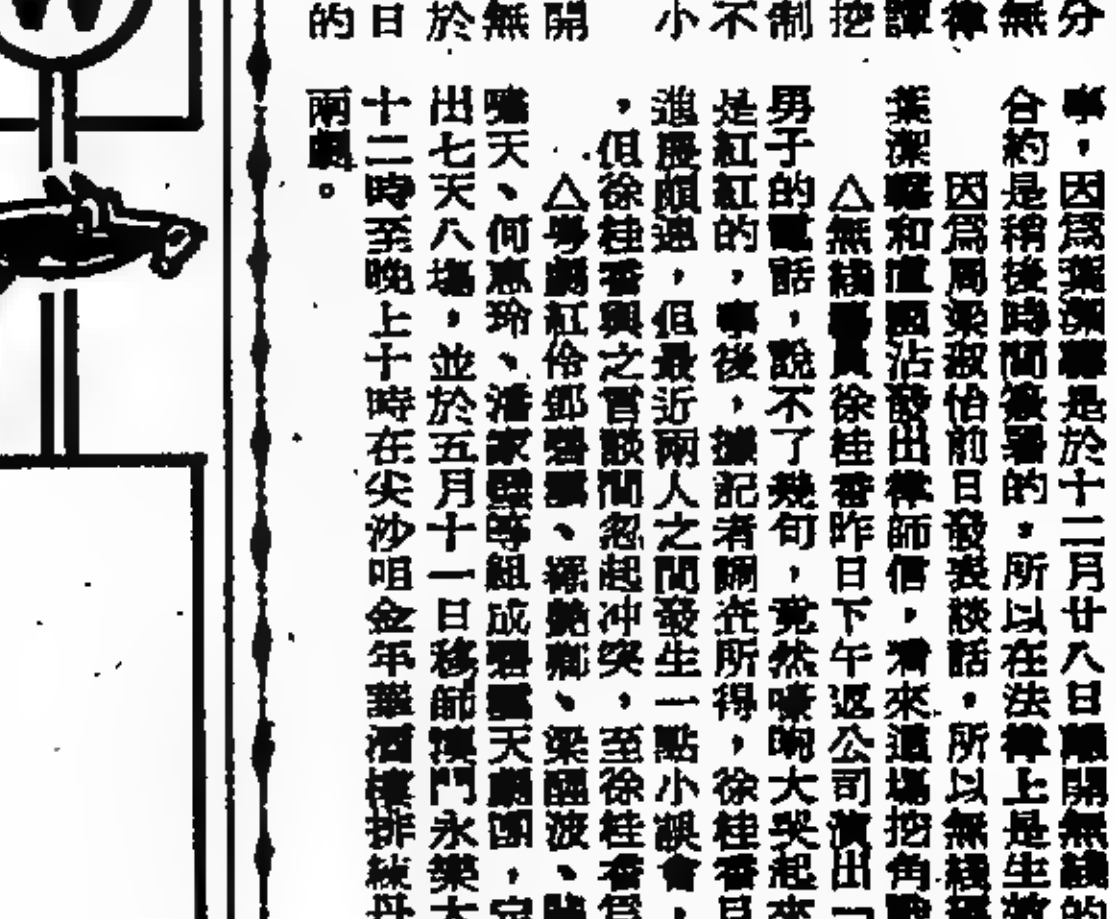 分
無
律
譚
挖
制
不
小
開
無
於
日
的
事，因為葉潔馨是於十二月廿八日離開無綫的
合約是稍後時間簽署的，所以在法律上是生效
因為周梁淑怡前日發表談話，所以無綫
葉潔馨和沾發出律師信，看來這場挖角戰
△無綫藝員徐桂香昨日下午返公司演出「
男子的電話，說不了幾句，竟然嚎啕大哭起來
是紅紅的，事後，據記者調查所得，徐桂香
進展頗速，但最近兩人之間發生一點小誤會，
，但徐桂香與之言談間忽起冲突，至徐桂香為
△粵劇紅伶鄧碧雲、羅艷卿、梁醒波、
嘯天、何惠玲、潘家璧等組成碧雲天劇團，定
出七天八場，並於五月十一日移師澳門永樂大
十二時至晚上十時在尖沙咀金年華酒樓排練丹
兩劇。